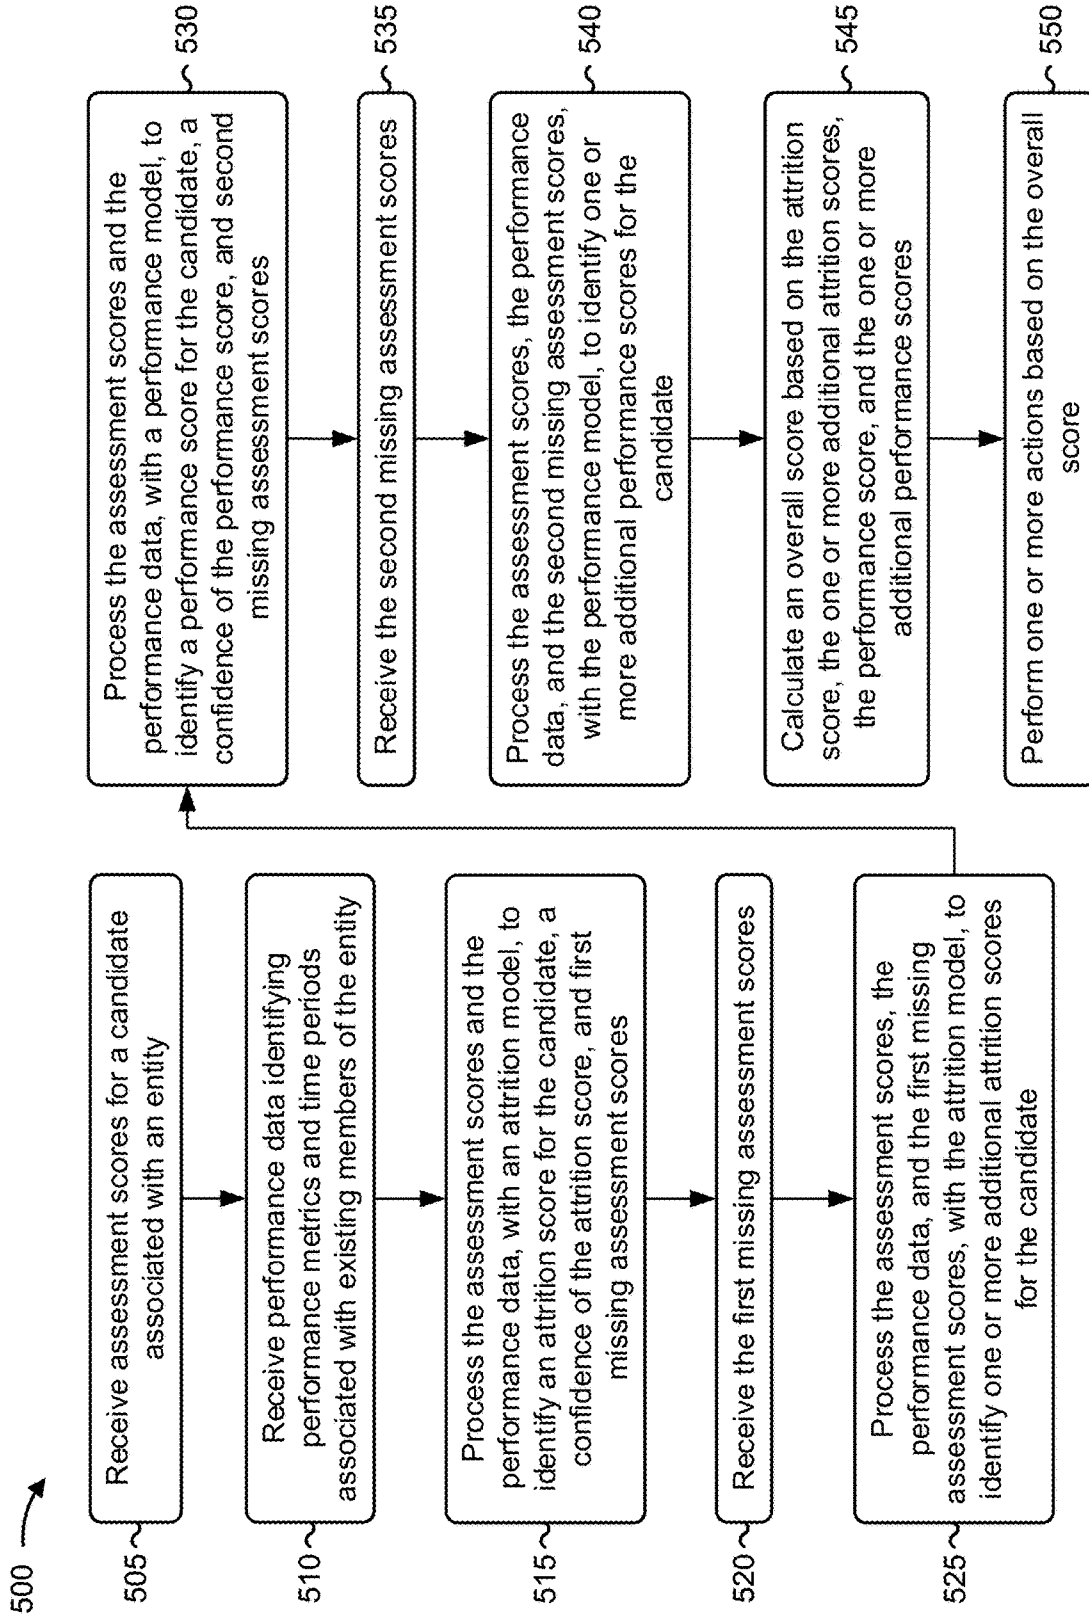 500
505
Receive assessment scores for a candidate
associated with an entity
510
Receive performance data identifying
performance metrics and time periods
associated with existing members of the entity
515
Process the assessment scores and the
performance data, with an attrition model, to
identify an attrition score for the candidate, a
confidence of the attrition score, and first
missing assessment scores
520
Receive the first missing assessment scores
525
Process the assessment scores, the
performance data, and the first missing
assessment scores, with the attrition model, to
identify one or more additional attrition scores
for the candidate
530
Process the assessment scores and the
performance data, with a performance model, to
identify a performance score for the candidate, a
confidence of the performance score, and second
missing assessment scores
535
Receive the second missing assessment scores
540
Process the assessment scores, the performance
data, and the second missing assessment scores,
with the performance model, to identify one or
more additional performance scores for the
candidate
545
Calculate an overall score based on the attrition
score, the one or more additional attrition scores,
the performance score, and the one or more
additional performance scores
550
Perform one or more actions based on the overall
score